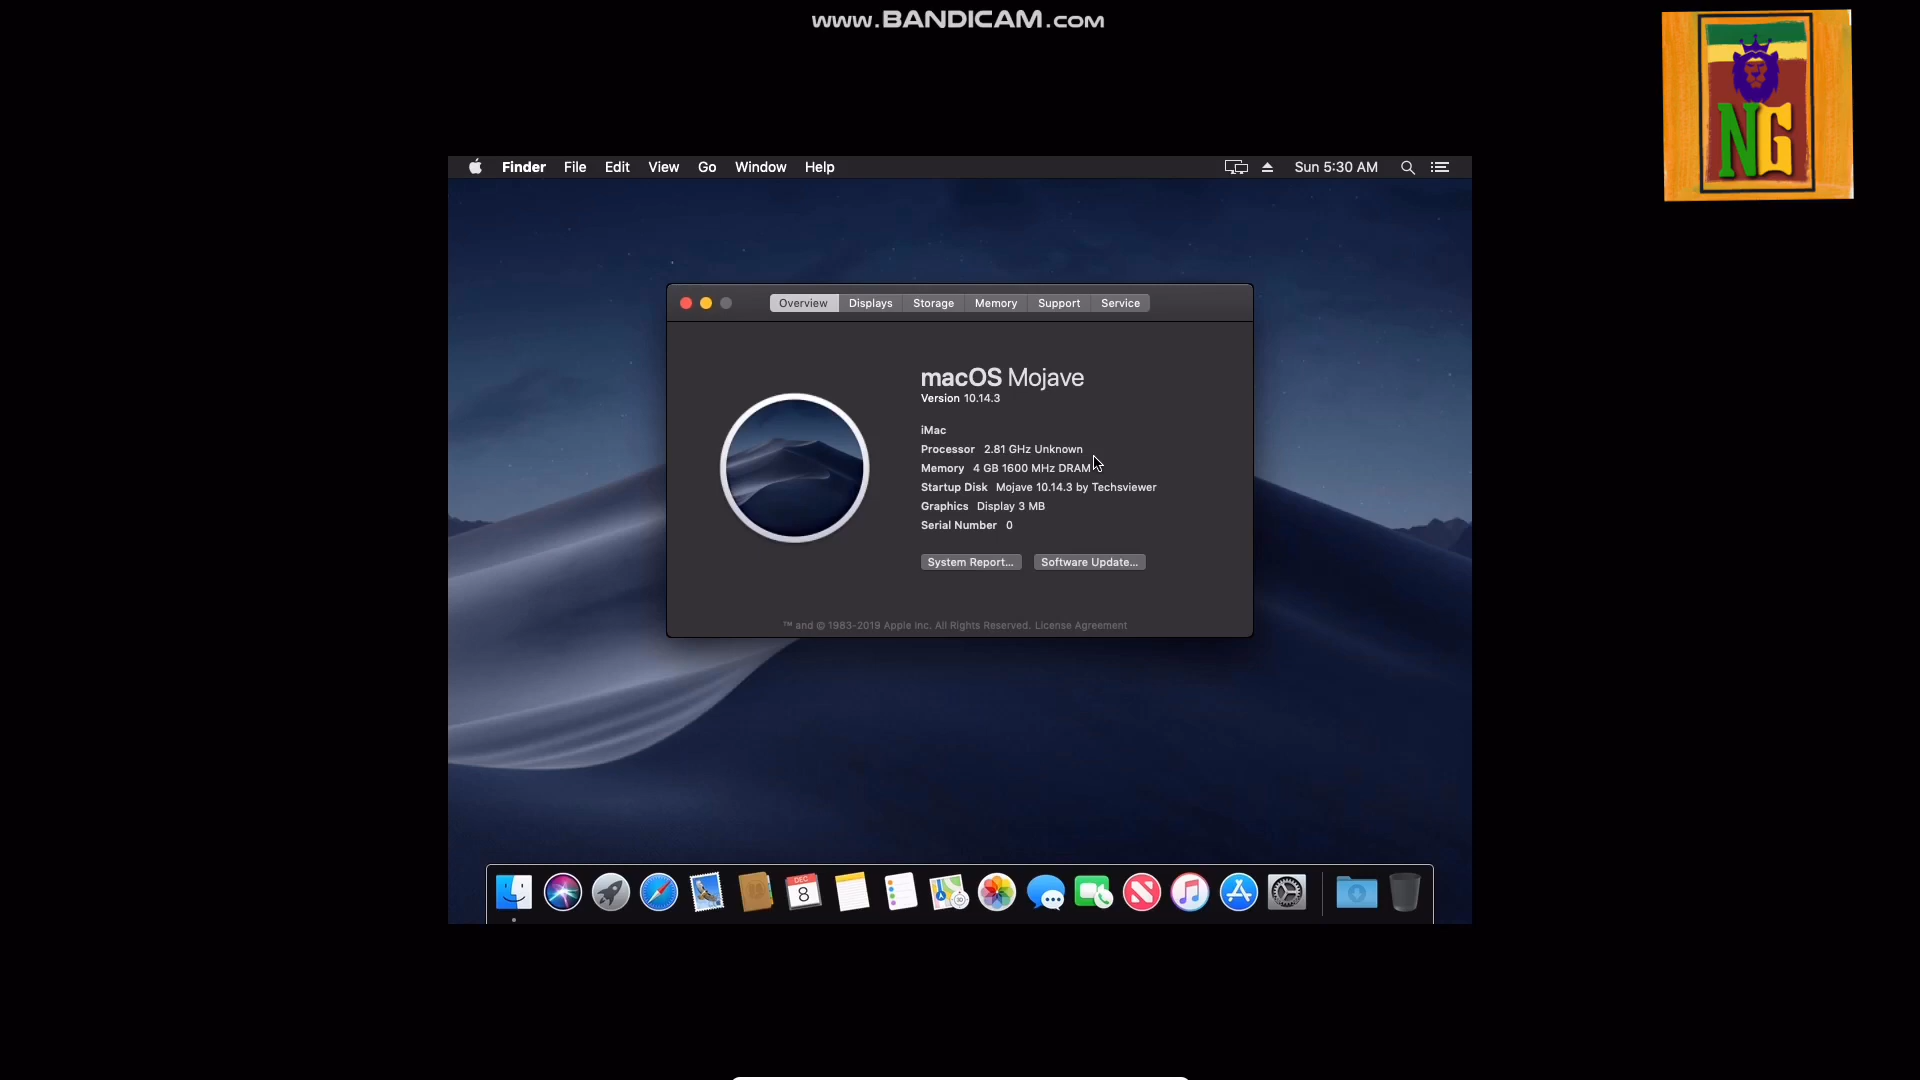 www.BANDICAM.com
NG
Finder File Edit View Go Window Help Sun 5:30 AM
Overview Displays Storage Memory Support Service
macOS Mojave
Version 10.14.3
iMac
Processor 2.81 GHz Unknown
Memory 4 GB 1600 MHz DRAM
Startup Disk Mojave 10.14.3 by Techsviewer
Graphics Display 3 MB
Serial Number 0
System Report... Software Update...
™ and © 1983-2019 Apple Inc. All Rights Reserved. License Agreement
DEC
8
3D